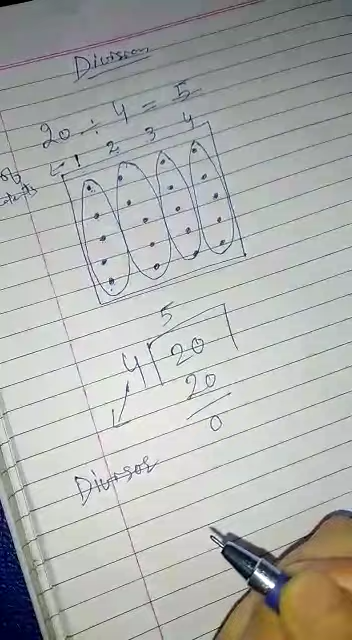 Division
20 ÷ 4 = 5
1 2 3 4
5
4 20
20
0
Divisor